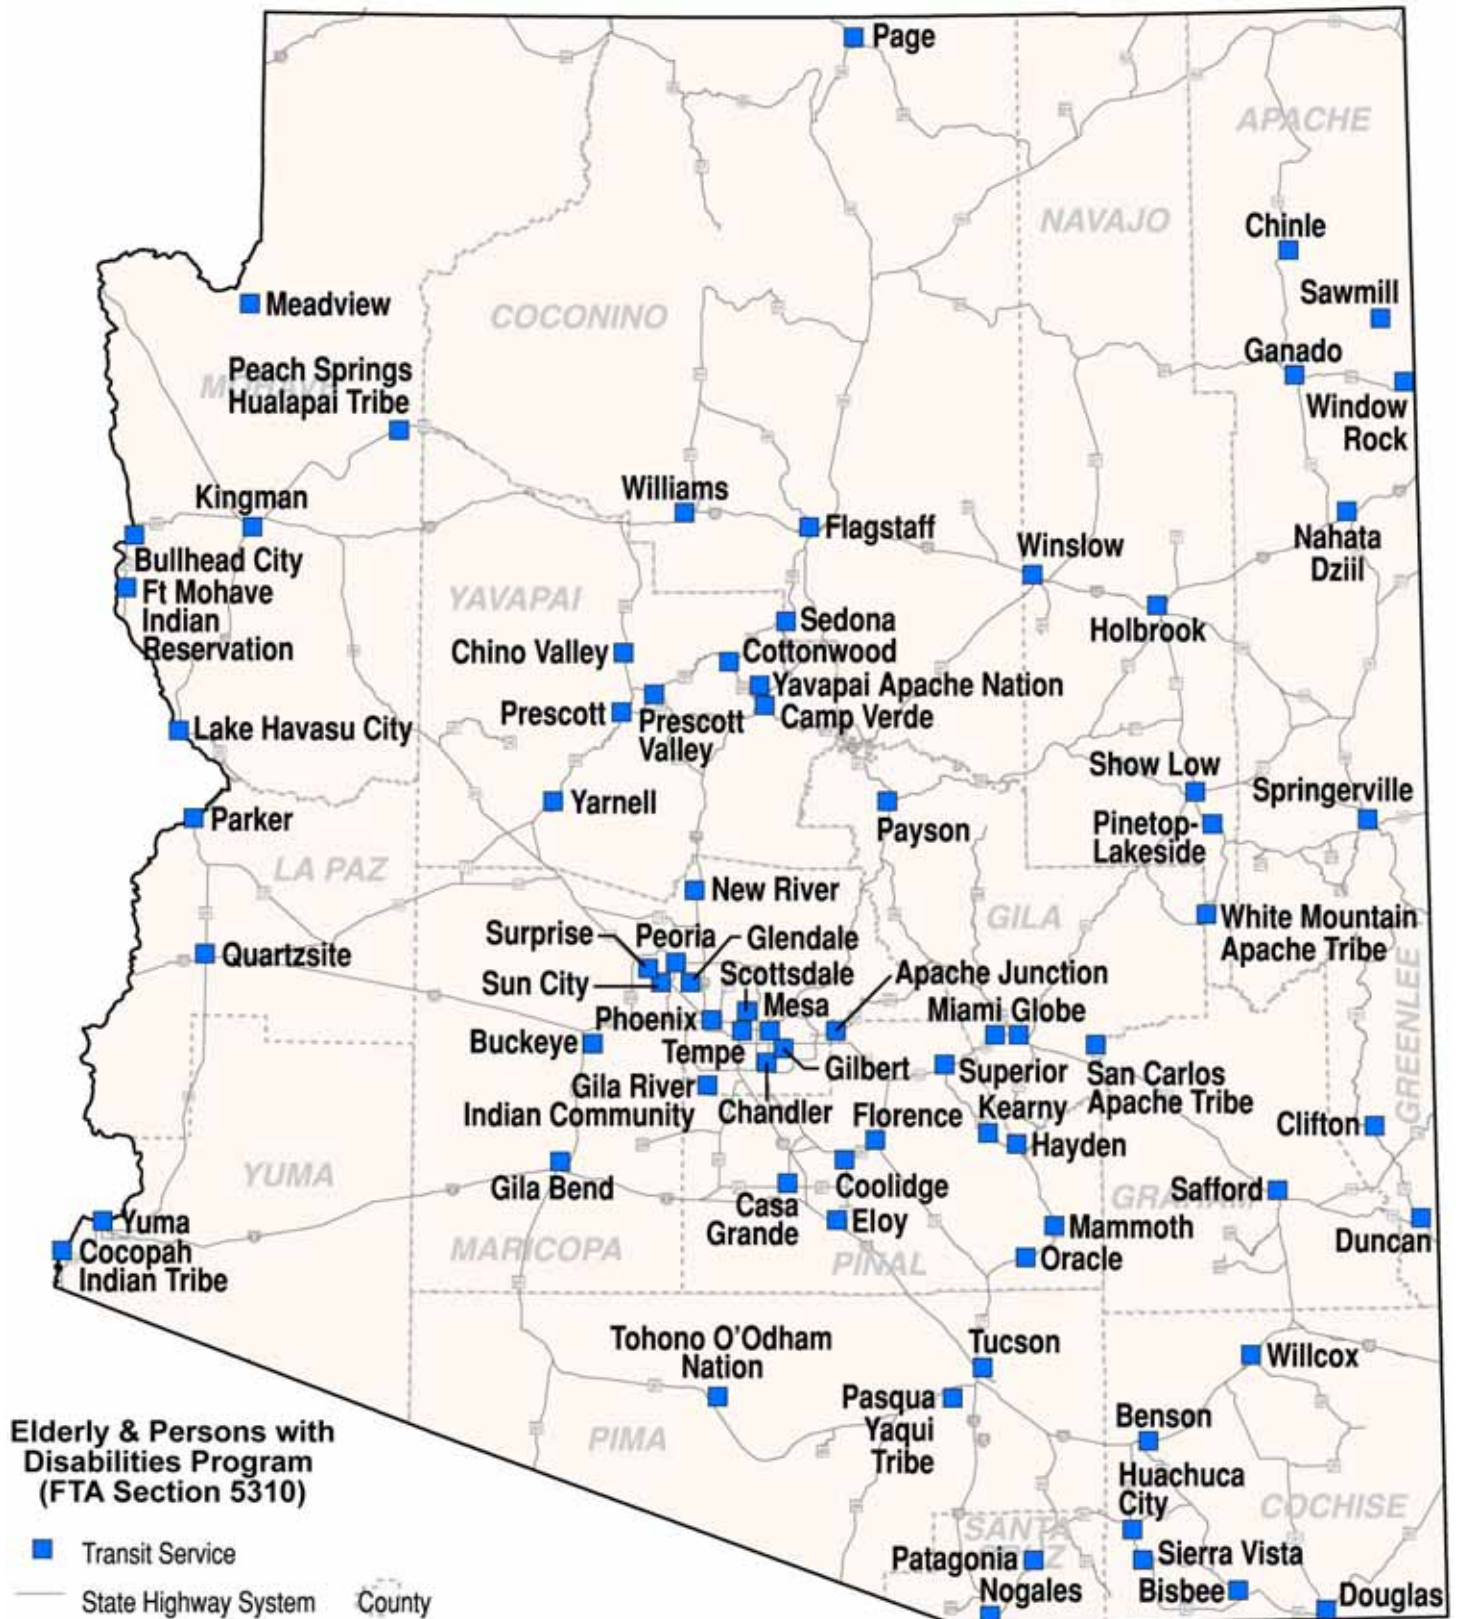 Page
APACHE
NAVAJO
Chinle
Sawmill
Meadview
COCONINO
Ganado
Peach Springs
Hualapai Tribe
MOHAVE
Window
Rock
Kingman
Williams
Flagstaff
Winslow
Nahata
Dziil
Bullhead City
Ft Mohave
Indian
Reservation
YAVAPAI
Sedona
Holbrook
Chino Valley
Cottonwood
Yavapai Apache Nation
Prescott
Prescott
Valley
Camp Verde
Lake Havasu City
Show Low
Springerville
Yarnell
Parker
Payson
Pinetop-
Lakeside
LA PAZ
New River
GILA
White Mountain
Apache Tribe
Surprise
Peoria
Glendale
Quartzsite
Sun City
Scottsdale
Apache Junction
GREENLEE
Mesa
Miami Globe
Phoenix
Buckeye
Tempe
Gilbert
Superior
San Carlos
Apache Tribe
Gila River
Indian Community
Chandler
Florence
Kearny
Clifton
Hayden
YUMA
Gila Bend
Coolidge
GRAHAM
Safford
Casa
Grande
Eloy
Mammoth
Yuma
Duncan
Cocopah
Indian Tribe
MARICOPA
PINAL
Oracle
Tohono O'Odham
Nation
Tucson
Willcox
Pasqua
Yaqui
Tribe
Benson
PIMA
Huachuca
City
COCHISE
SANTA
CRUZ
Patagonia
Sierra Vista
Nogales
Bisbee
Douglas
Elderly & Persons with
Disabilities Program
(FTA Section 5310)
Transit Service
State Highway System
County